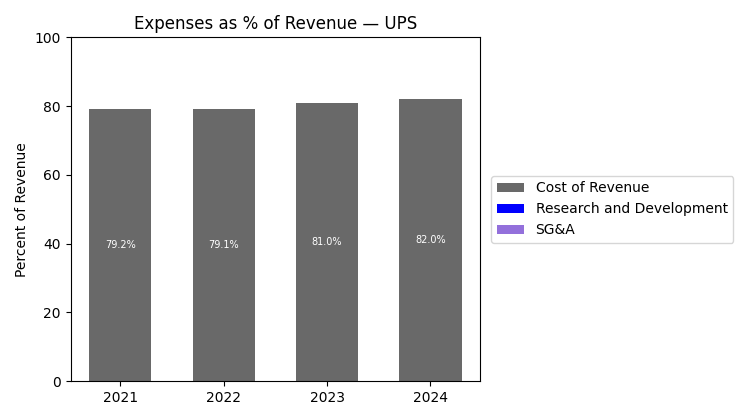 Expenses as % of Revenue — UPS
Percent of Revenue
100
80
60
40
20
0
79.2%
79.1%
81.0%
82.0%
2021
2022
2023
2024
Cost of Revenue
Research and Development
SG&A